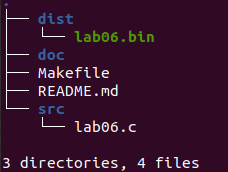 .
├── dist
│   └── lab06.bin
├── doc
├── Makefile
├── README.md
└── src
    └── lab06.c

3 directories, 4 files